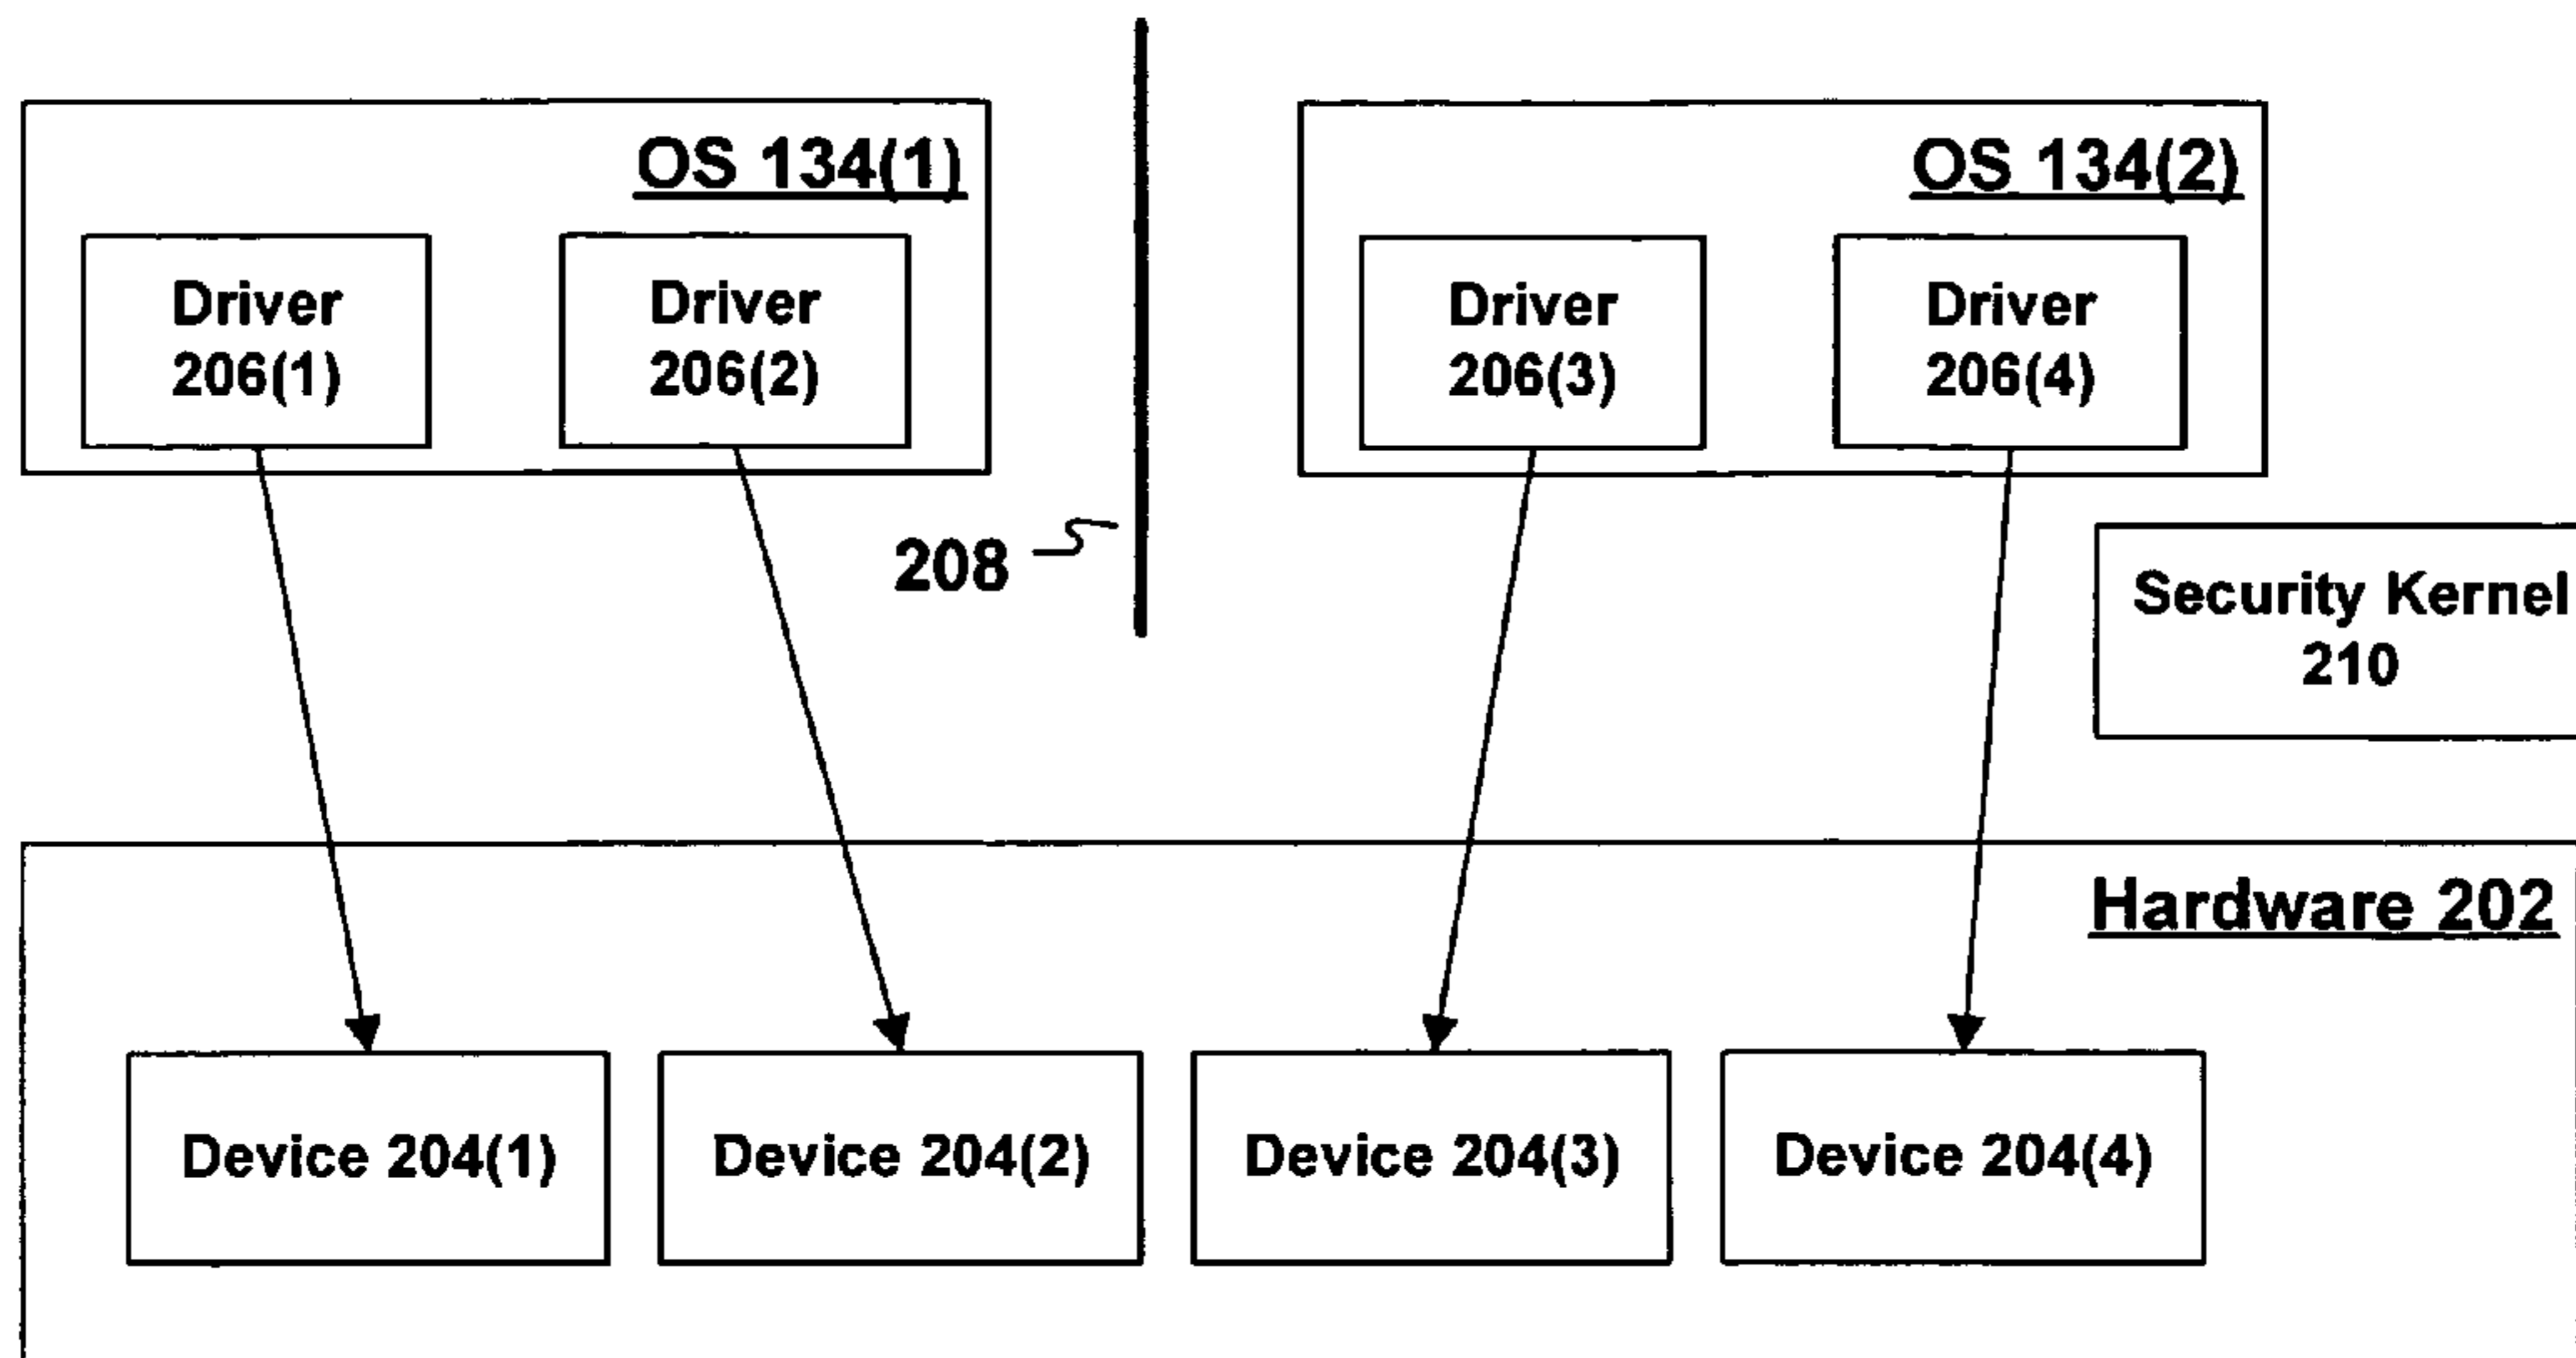 OS 134(1)
OS 134(2)
Driver
206(1)
Driver
206(2)
Driver
206(3)
Driver
206(4)
208
Security Kernel
210
Hardware 202
Device 204(1)
Device 204(2)
Device 204(3)
Device 204(4)